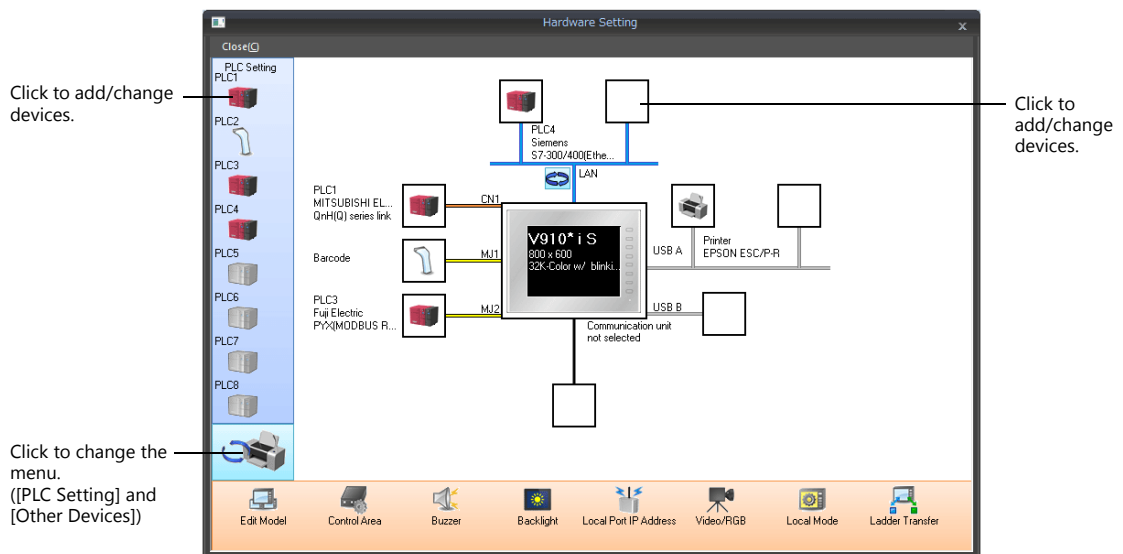 Hardware Setting
x
Close(C)
PLC Setting
PLC1
PLC2
PLC3
PLC4
PLC5
PLC6
PLC7
PLC8
Click to add/change
devices.
Click to change the
menu.
([PLC Setting] and
[Other Devices])
Click to
add/change
devices.
PLC4
Siemens
S7-300/400(Ethe...
LAN
PLC1
MITSUBISHI EL...
QnH(Q) series link
CN1
Barcode
MJ1
PLC3
Fuji Electric
PYX(MODBUS R...
MJ2
V910*iS
800 x 600
32K-Color w/ blinki...
USB A
Printer
EPSON ESC/P-R
USB B
Communication unit
not selected
Edit Model
Control Area
Buzzer
Backlight
Local Port IP Address
Video/RGB
Local Mode
Ladder Transfer